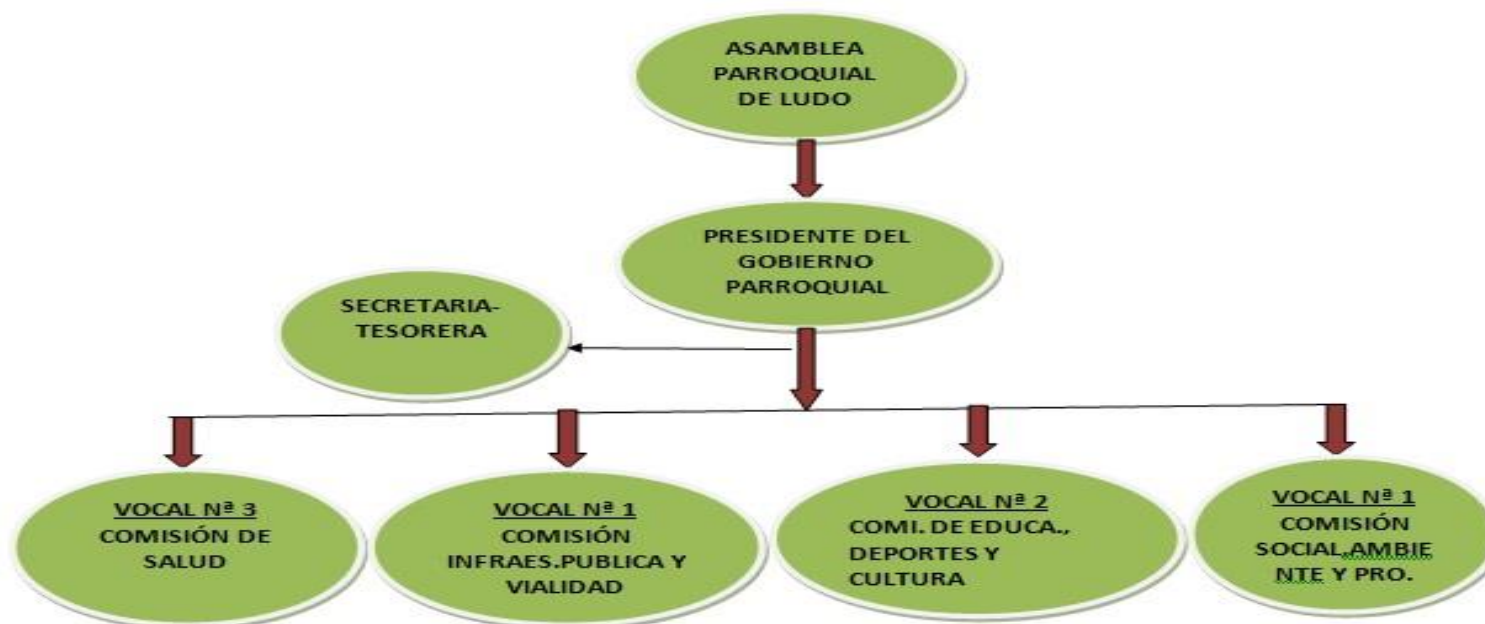 ASAMBLEA
PARROQUIAL
DE LUDO
PRESIDENTE DEL
GOBIERNO
PARROQUIAL
SECRETARIA-
TESORERA
VOCAL Nª 3
COMISIÓN DE
SALUD
VOCAL Nª 1
COMISIÓN
INFRAES.PUBLICA Y
VIALIDAD
VOCAL Nª 2
COMI. DE EDUCA.,
DEPORTES Y
CULTURA
VOCAL Nª 1
COMISIÓN
SOCIAL,AMBIE
NTE Y PRO.